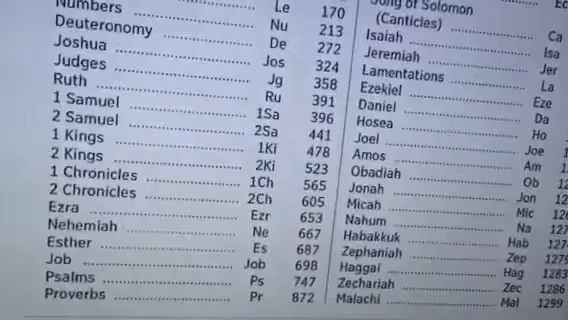 Le 170
Numbers ........ Nu 213
Deuteronomy ........ De 272
Joshua ........ Jos 324
Judges ........ Jg 358
Ruth ........ Ru 391
1 Samuel ........ 1Sa 396
2 Samuel ........ 2Sa 441
1 Kings ........ 1Ki 478
2 Kings ........ 2Ki 523
1 Chronicles ........ 1Ch 565
2 Chronicles ........ 2Ch 605
Ezra ........ Ezr 653
Nehemiah ........ Ne 667
Esther ........ Es 687
Job ........ Job 698
Psalms ........ Ps 747
Proverbs ........ Pr 872
Song of Solomon
(Canticles) ........ Ca
Isaiah ........ Isa
Jeremiah ........ Jer
Lamentations ........ La
Ezekiel ........ Eze
Daniel ........ Da
Hosea ........ Ho
Joel ........ Joe
Amos ........ Am
Obadiah ........ Ob
Jonah ........ Jon
Micah ........ Mic
Nahum ........ Na
Habakkuk ........ Hab
Zephaniah ........ Zep 1279
Haggai ........ Hag 1283
Zechariah ........ Zec 1286
Malachi ........ Mal 1299